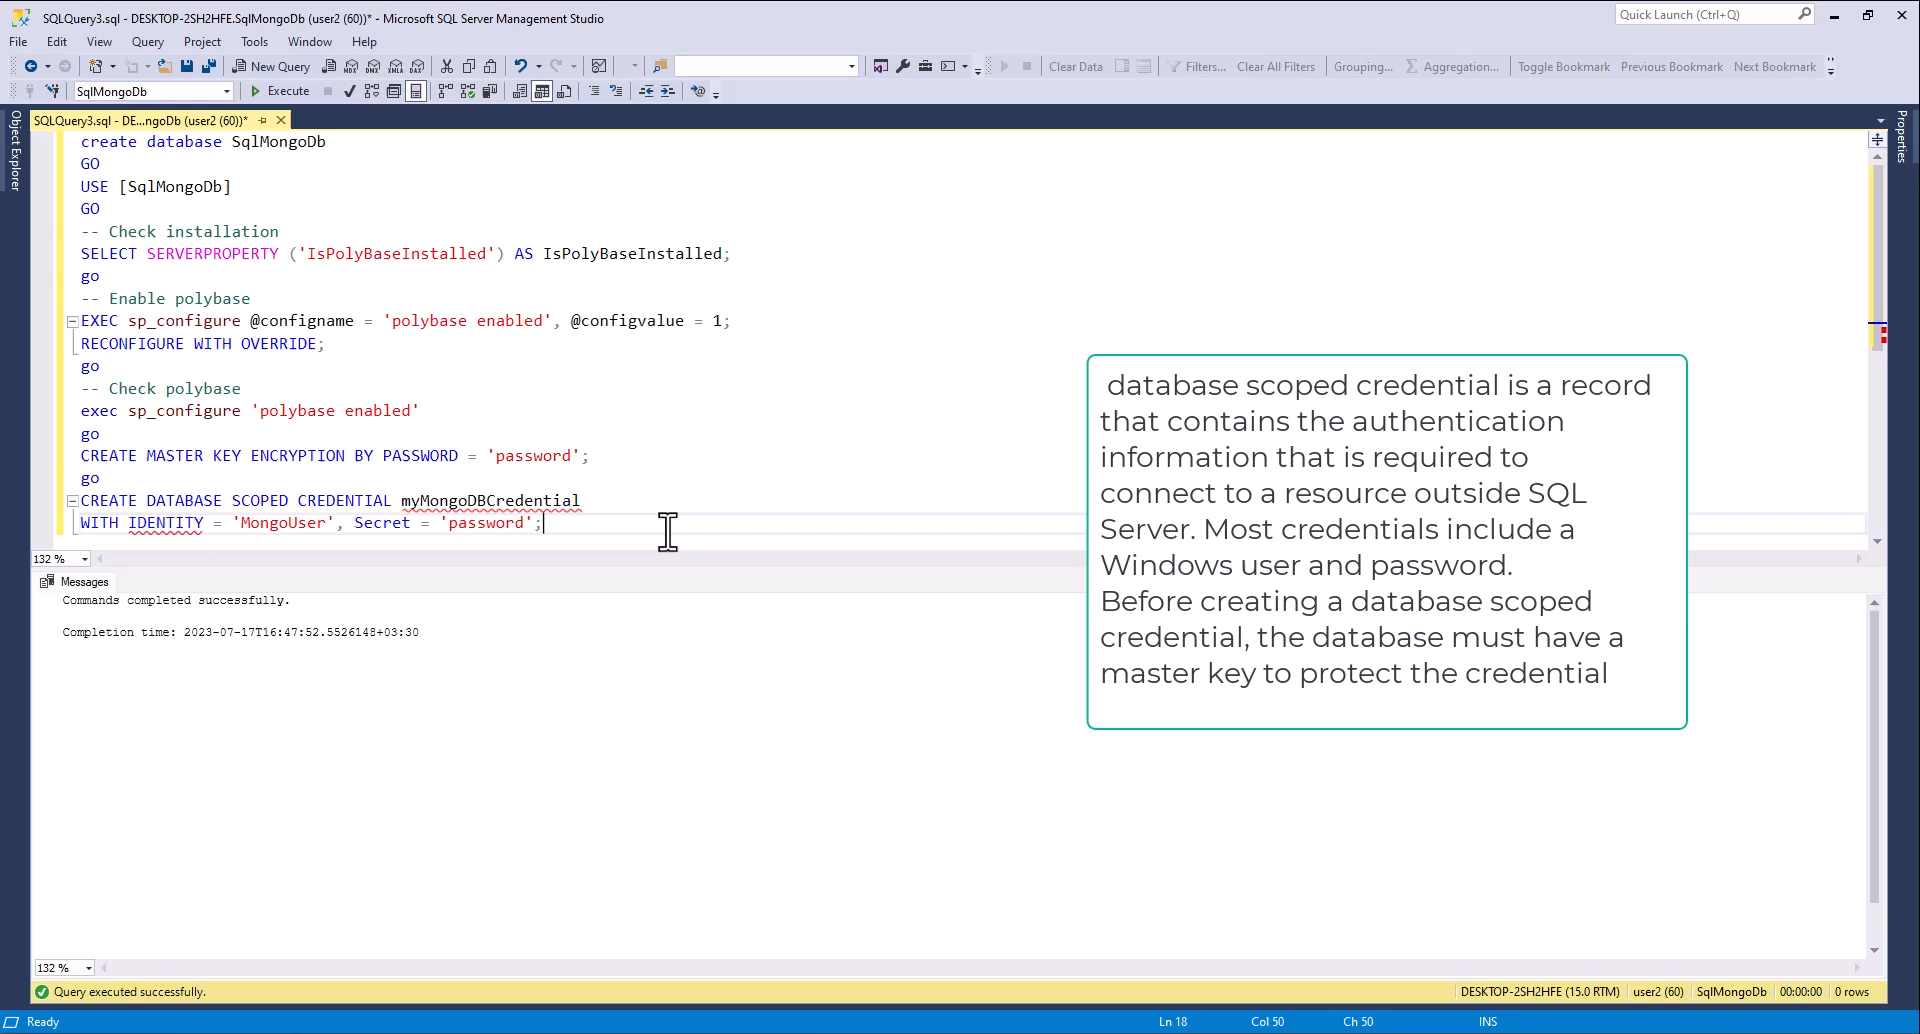 SQLQuery3.sql - DESKTOP-2SH2HFE.SqlMongoDb (user2 (60))* - Microsoft SQL Server Management Studio
Quick Launch (Ctrl+Q)
File Edit View Query Project Tools Window Help
New Query
MDX DMX XMLA DAX
Clear Data Filters... Clear All Filters Grouping... Aggregation... Toggle Bookmark Previous Bookmark Next Bookmark
SqlMongoDb
Execute
Object Explorer
SQLQuery3.sql - DE...ngoDb (user2 (60))*
Properties
create database SqlMongoDb
GO
USE [SqlMongoDb]
GO
-- Check installation
SELECT SERVERPROPERTY ('IsPolyBaseInstalled') AS IsPolyBaseInstalled;
go
-- Enable polybase
EXEC sp_configure @configname = 'polybase enabled', @configvalue = 1;
RECONFIGURE WITH OVERRIDE;
go
-- Check polybase
exec sp_configure 'polybase enabled'
go
CREATE MASTER KEY ENCRYPTION BY PASSWORD = 'password';
go
CREATE DATABASE SCOPED CREDENTIAL myMongoDBCredential
WITH IDENTITY = 'MongoUser', Secret = 'password';
database scoped credential is a record
that contains the authentication
information that is required to
connect to a resource outside SQL
Server. Most credentials include a
Windows user and password.
Before creating a database scoped
credential, the database must have a
master key to protect the credential
132 %
Messages
Commands completed successfully.
Completion time: 2023-07-17T16:47:52.5526148+03:30
132 %
Query executed successfully.
DESKTOP-2SH2HFE (15.0 RTM) user2 (60) SqlMongoDb 00:00:00 0 rows
Ready
Ln 18 Col 50 Ch 50 INS